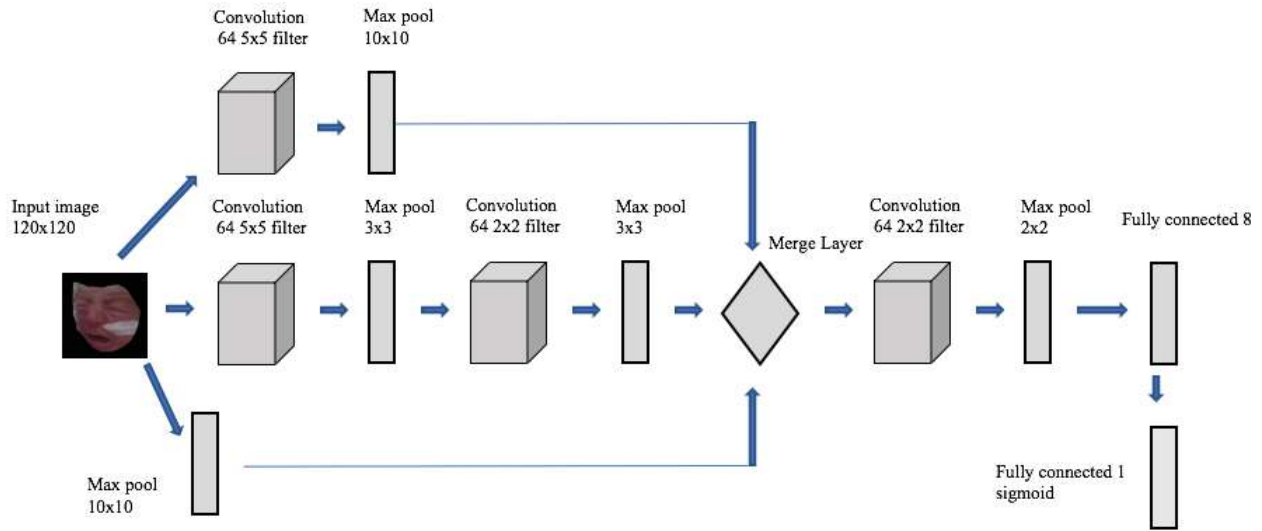 Convolution
64 5x5 filter
Max pool
10x10
Input image
120x120
Convolution
64 5x5 filter
Max pool
3x3
Convolution
64 2x2 filter
Max pool
3x3
Merge Layer
Convolution
64 2x2 filter
Max pool
2x2
Fully connected 8
Max pool
10x10
Fully connected 1
sigmoid